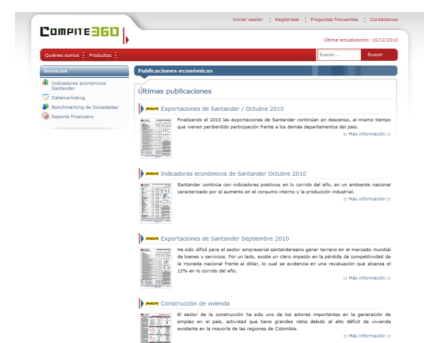 Iniciar sesión : Regístrese : Preguntas frecuentes : Contáctenos
COMPITE360
Última actualización: 10/12/2010
Quiénes somos : Productos :
buscar...
Buscar
Servicios
Indicadores económicos
Santander
Datamarketing
Benchmarking de Sociedades
Reporte Financiero
Publicaciones económicas
Últimas publicaciones
Exportaciones de Santander / Octubre 2010
Finalizando el 2010 las exportaciones de Santander continúan en descenso, al mismo tiempo
que vienen perdiendo participación frente a los demás departamentos del país.
:: Más información ::
Indicadores económicos de Santander Octubre 2010
Santander continúa con indicadores positivos en lo corrido del año, en un ambiente nacional
caracterizado por el aumento en el consumo interno y la producción industrial.
:: Más información ::
Exportaciones de Santander Septiembre 2010
Ha sido difícil para el sector empresarial santandereano ganar terreno en el mercado mundial
de bienes y servicios. Por un lado, existe un claro impacto en la pérdida de competitividad de
la moneda nacional frente al dólar, lo cual se evidencia en una revaluación que alcanza el
12% en lo corrido del año.
:: Más información ::
Construcción de vivienda
El sector de la construcción ha sido uno de los actores importantes en la generación de
empleo en el país, actividad que tiene grandes retos debido al alto déficit de vivienda
existente en la mayoría de las regiones de Colombia.
:: Más información ::